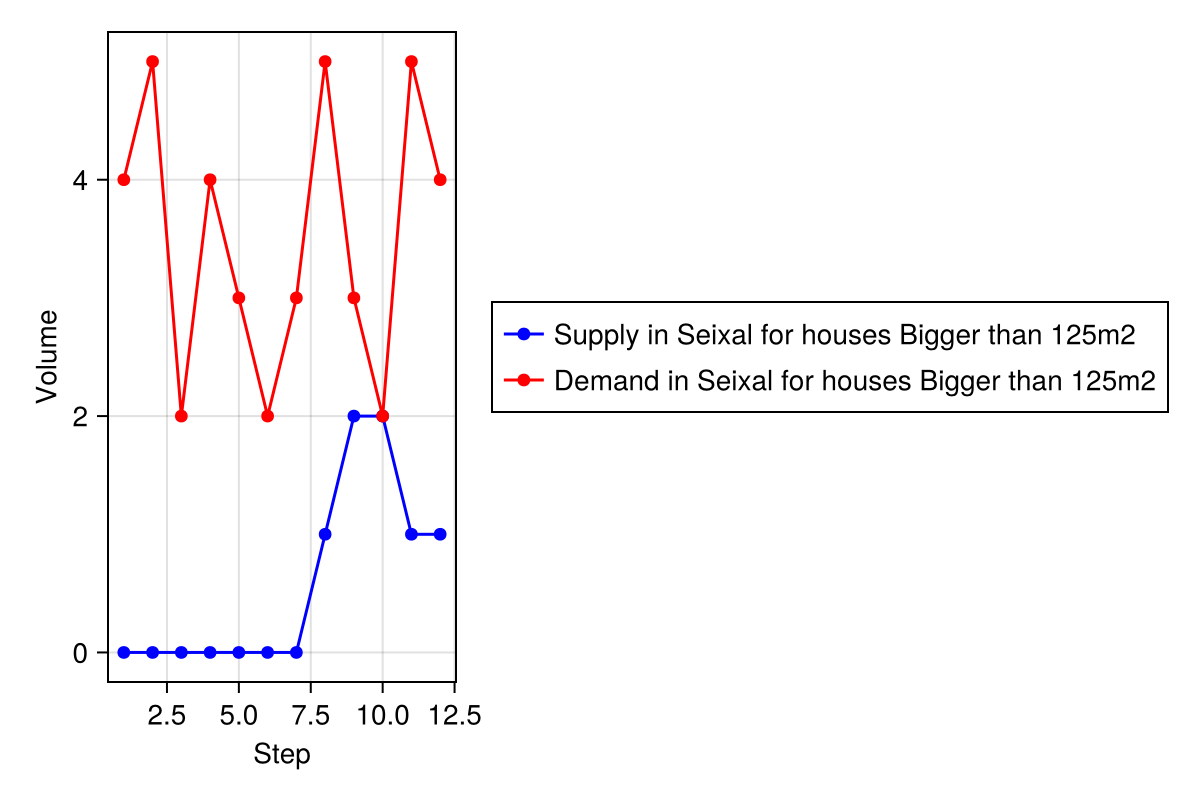 Volume
4
2
0
2.5 5.0 7.5 10.0 12.5
Step
Supply in Seixal for houses Bigger than 125m2
Demand in Seixal for houses Bigger than 125m2